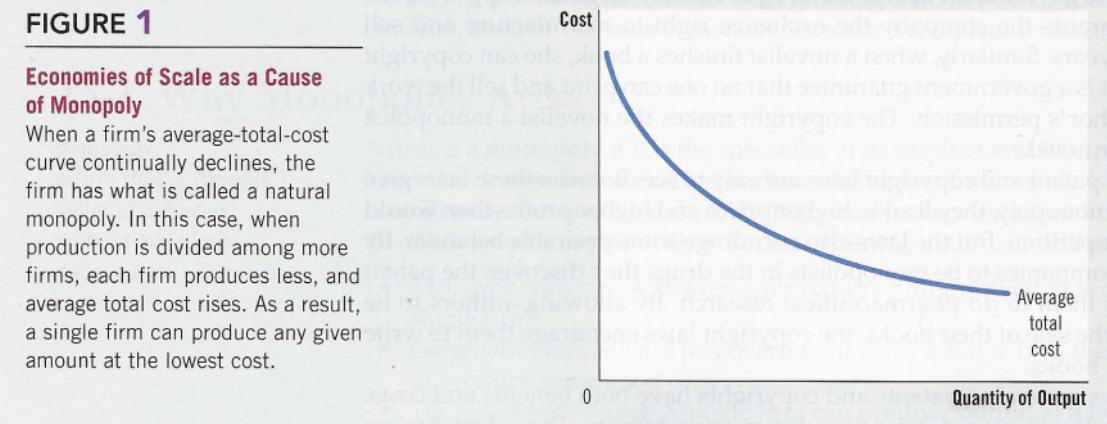 FIGURE 1
Economies of Scale as a Cause
of Monopoly
When a firm's average-total-cost
curve continually declines, the
firm has what is called a natural
monopoly. In this case, when
production is divided among more
firms, each firm produces less, and
average total cost rises. As a result,
a single firm can produce any given
amount at the lowest cost.
Cost
Average
total
cost
0
Quantity of Output